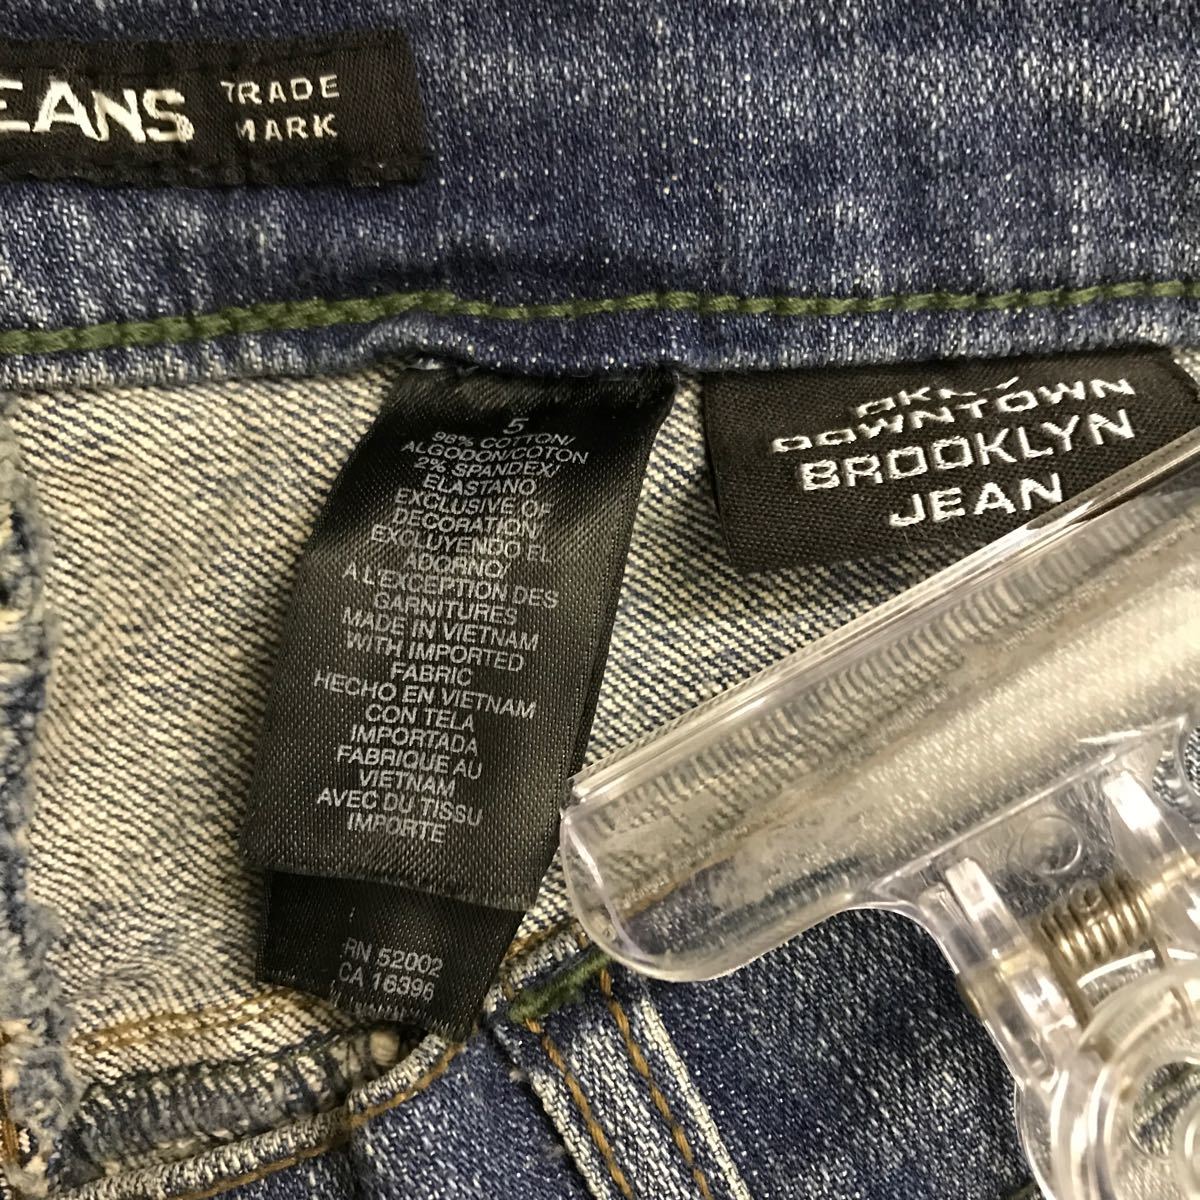 EANS TRADE
MARK
5
98% COTTON/
ALGODON/COTON
2% SPANDEX/
ELASTANO
EXCLUSIVE OF
DECORATION/
EXCLUYENDO EL
ADORNO/
A L'EXCEPTION DES
GARNITURES
MADE IN VIETNAM
WITH IMPORTED
FABRIC
HECHO EN VIETNAM
CON TELA
IMPORTADA
FABRIQUE AU
VIETNAM
AVEC DU TISSU
IMPORTE
RN 52002
CA 16396
DOWNTOWN
BROOKLYN
JEAN